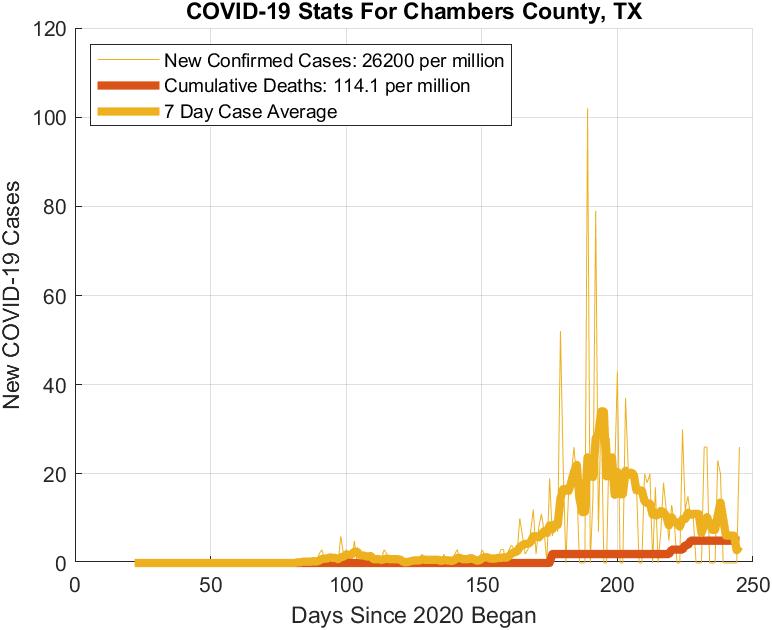 COVID-19 Stats For Chambers County, TX
120
New Confirmed Cases: 26200 per million
Cumulative Deaths: 114.1 per million
7 Day Case Average
100
80
60
40
20
0
New COVID-19 Cases
0 50 100 150 200 250
Days Since 2020 Began